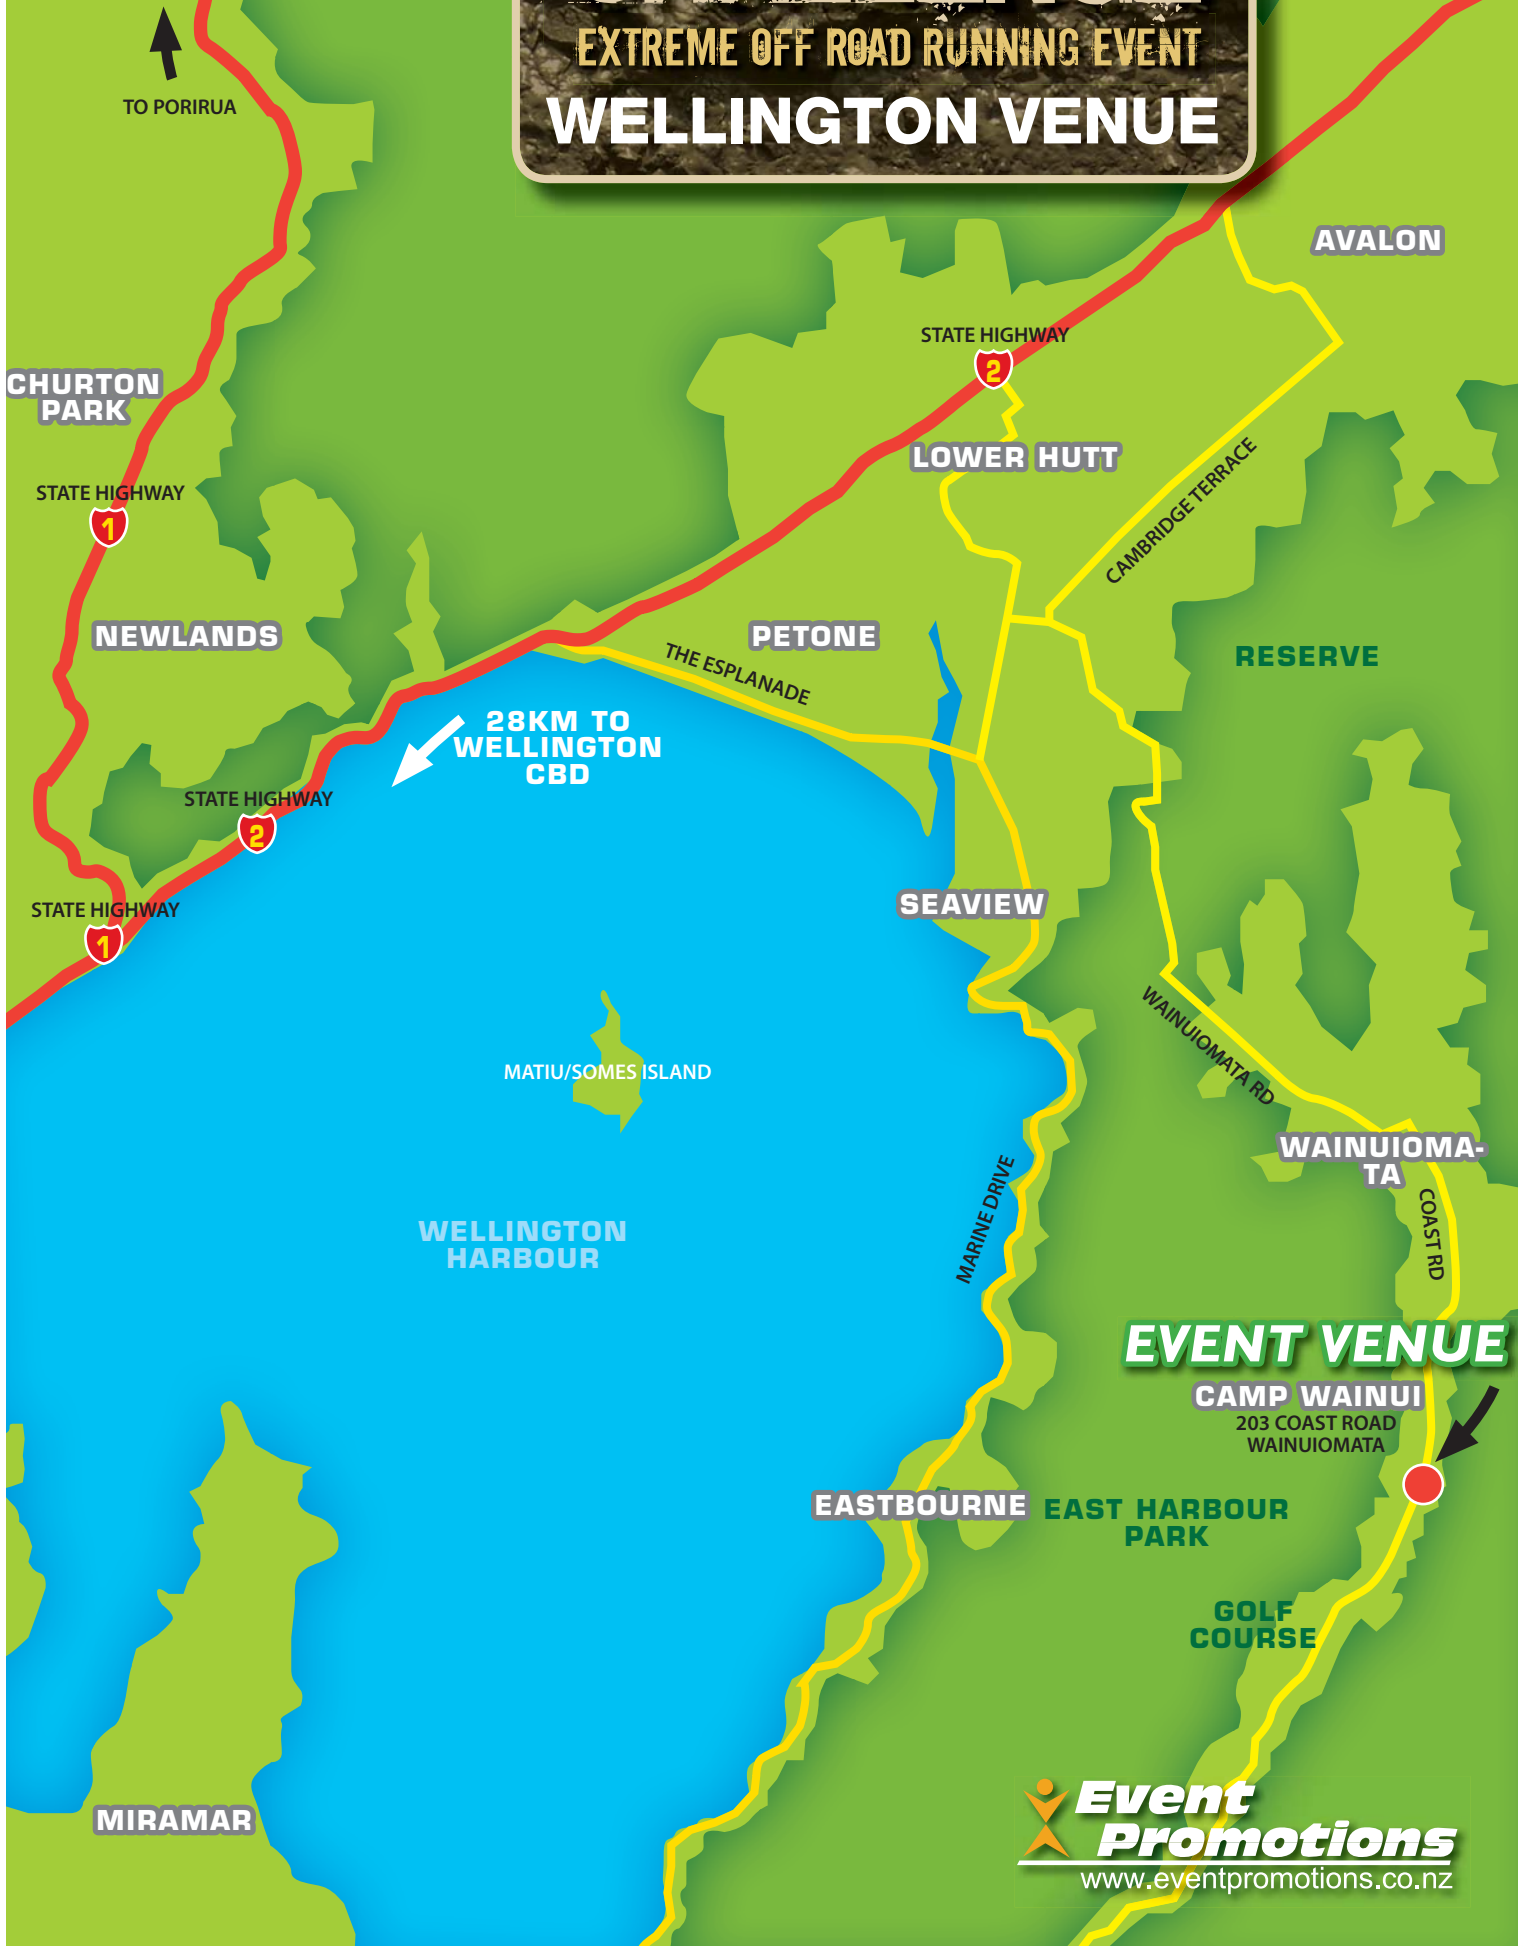 EXTREME OFF ROAD RUNNING EVENT
WELLINGTON VENUE
TO PORIRUA
AVALON
STATE HIGHWAY
2
CHURTON
PARK
LOWER HUTT
STATE HIGHWAY
1
CAMBRIDGE TERRACE
NEWLANDS
PETONE
RESERVE
THE ESPLANADE
28KM TO
WELLINGTON
CBD
STATE HIGHWAY
2
STATE HIGHWAY
1
SEAVIEW
WAINUIOMATA RD
MATIU/SOMES ISLAND
WAINUIOMA-
TA
MARINE DRIVE
COAST RD
WELLINGTON
HARBOUR
EVENT VENUE
CAMP WAINUI
203 COAST ROAD
WAINUIOMATA
EASTBOURNE
EAST HARBOUR
PARK
GOLF
COURSE
MIRAMAR
Event
Promotions
www.eventpromotions.co.nz